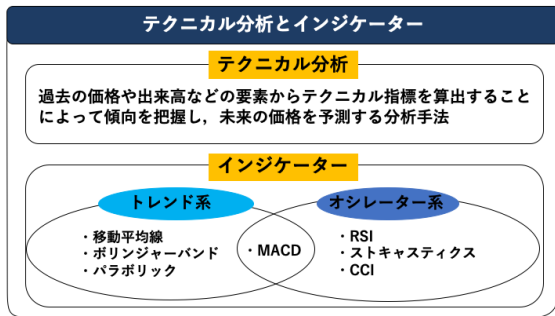 テクニカル分析とインジケーター
テクニカル分析
過去の価格や出来高などの要素からテクニカル指標を算出すること
によって傾向を把握し，未来の価格を予測する分析手法
インジケーター
トレンド系
オシレーター系
・移動平均線
・ボリンジャーバンド
・パラボリック
・MACD
・RSI
・ストキャスティクス
・CCI